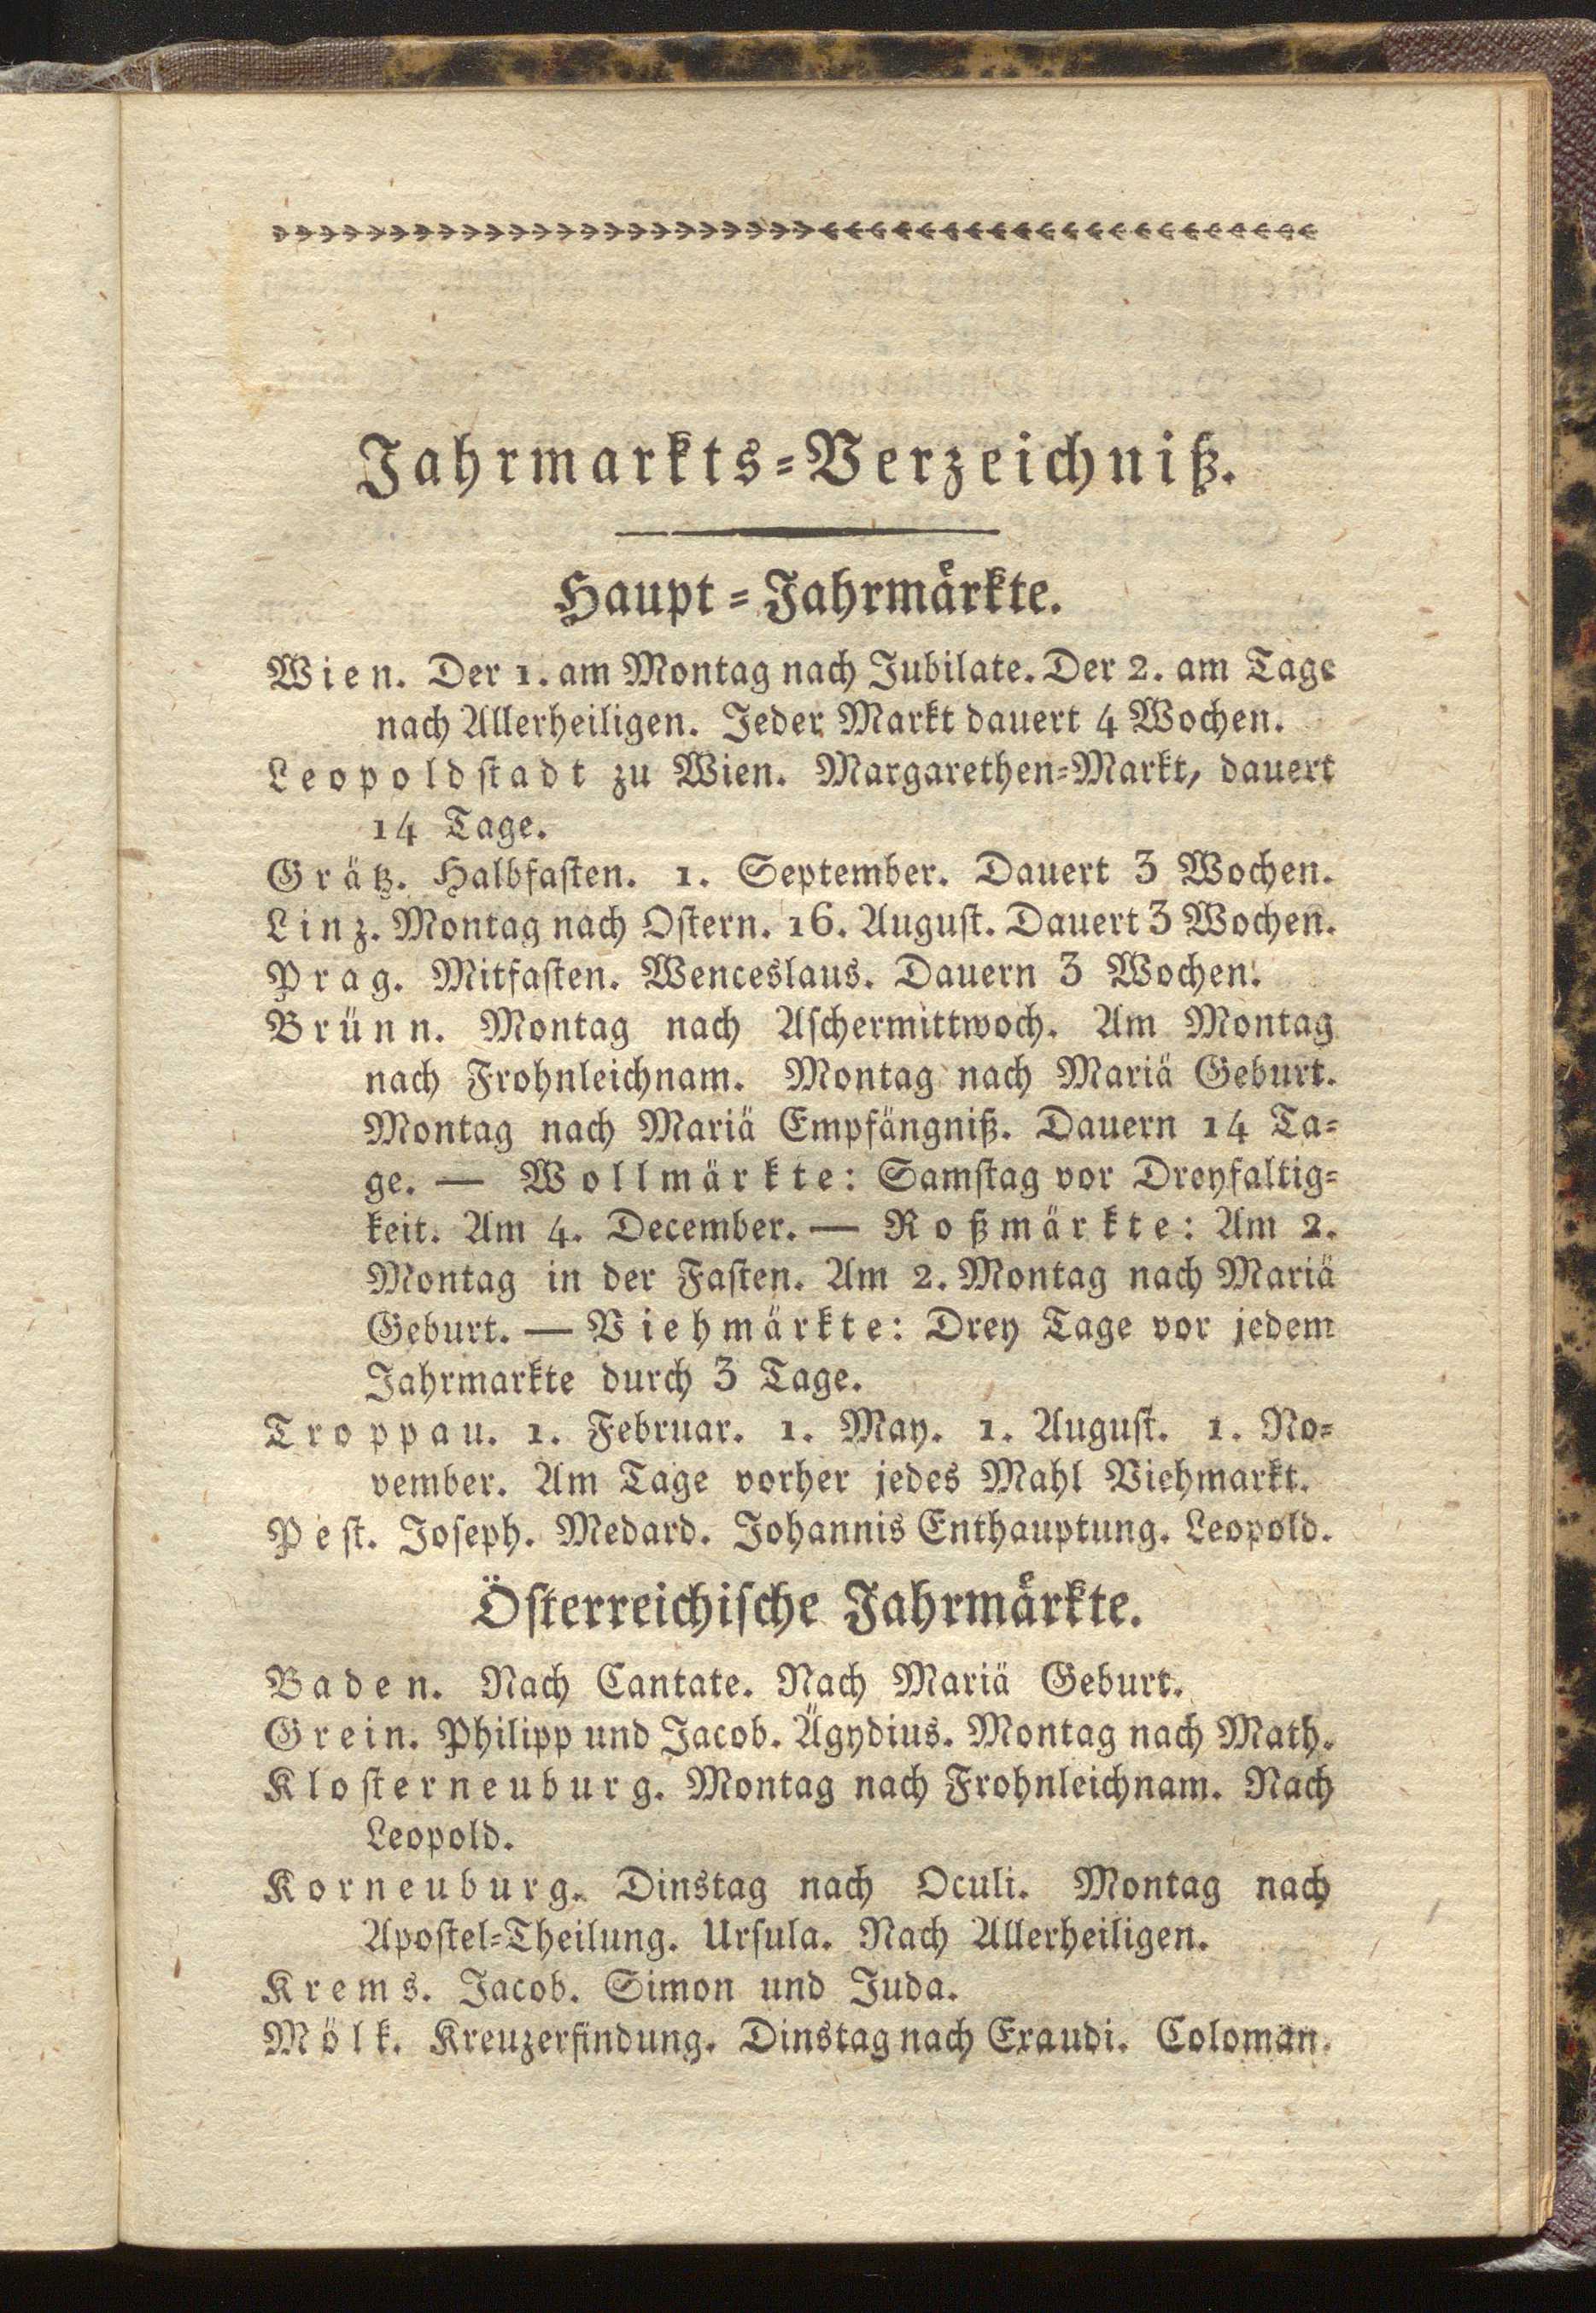 Jahrmarkts-Verzeichniß.
Haupt-Jahrmärkte.
Wien. Der 1. am Montag nach Jubilate. Der 2. am Tage
nach Allerheiligen. Jeder Markt dauert 4 Wochen.
Leopoldstadt zu Wien. Margarethen-Markt, dauert
14 Tage.
Grätz. Halbfasten. 1. September. Dauert 3 Wochen.
Linz. Montag nach Ostern. 16. August. Dauert 3 Wochen.
Prag. Mitfasten. Wenceslaus. Dauern 3 Wochen.
Brünn. Montag nach Aschermittwoch. Am Montag
nach Frohnleichnam. Montag nach Mariä Geburt.
Montag nach Mariä Empfängniß. Dauern 14 Ta-
ge. — Wollmärkte: Samstag vor Dreyfaltig-
keit. Am 4. December. — Roßmärkte: Am 2.
Montag in der Fasten. Am 2. Montag nach Mariä
Geburt. — Viehmärkte: Drey Tage vor jedem
Jahrmarkte durch 3 Tage.
Troppau. 1. Februar. 1. May. 1. August. 1. No-
vember. Am Tage vorher jedes Mahl Viehmarkt.
Pest. Joseph. Medard. Johannis Enthauptung. Leopold.
Österreichische Jahrmärkte.
Baden. Nach Cantate. Nach Mariä Geburt.
Grein. Philipp und Jacob. Ägydius. Montag nach Math.
Klosterneuburg. Montag nach Frohnleichnam. Nach
Leopold.
Korneuburg. Dinstag nach Oculi. Montag nach
Apostel-Theilung. Ursula. Nach Allerheiligen.
Krems. Jacob. Simon und Juda.
Mölk. Kreuzerfindung. Dinstag nach Exaudi. Coloman.